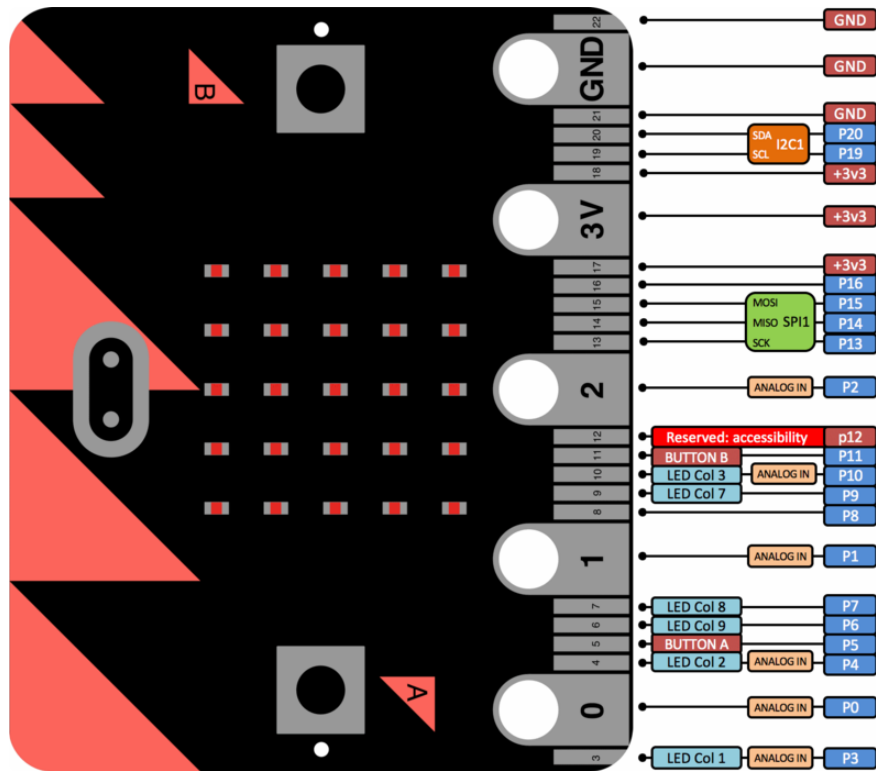 22 GND
B GND GND
21 GND
20 SDA I2C1 P20
19 SCL P19
18 +3v3
3V +3v3
17 +3v3
16 P16
15 MOSI P15
14 MISO SPI1 P14
13 SCK P13
2 ANALOG IN P2
12 Reserved: accessibility p12
11 BUTTON B P11
10 LED Col 3 ANALOG IN P10
9 LED Col 7 P9
8 P8
1 ANALOG IN P1
7 LED Col 8 P7
6 LED Col 9 P6
5 BUTTON A P5
4 LED Col 2 ANALOG IN P4
A 0 ANALOG IN P0
3 LED Col 1 ANALOG IN P3